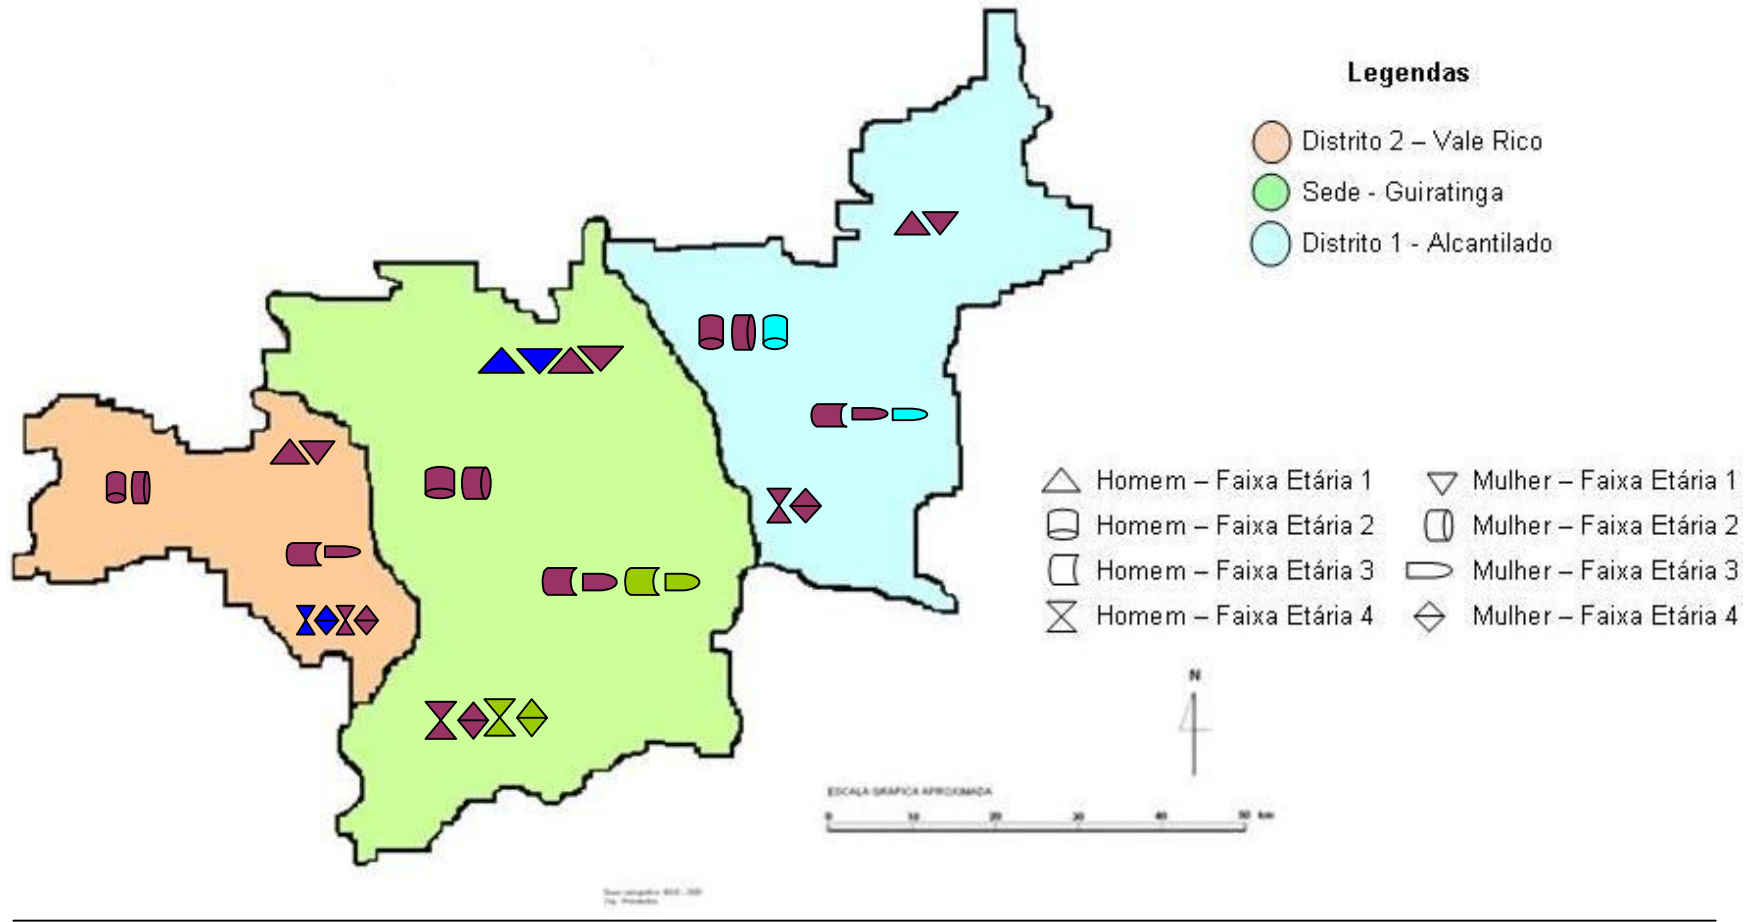 Legendas
Distrito 2 – Vale Rico
Sede - Guiratinga
Distrito 1 - Alcantilado
Homem – Faixa Etária 1
Mulher – Faixa Etária 1
Homem – Faixa Etária 2
Mulher – Faixa Etária 2
Homem – Faixa Etária 3
Mulher – Faixa Etária 3
Homem – Faixa Etária 4
Mulher – Faixa Etária 4
N
ESCALA GRÁFICA APROXIMADA
0 10 20 30 40 50 km